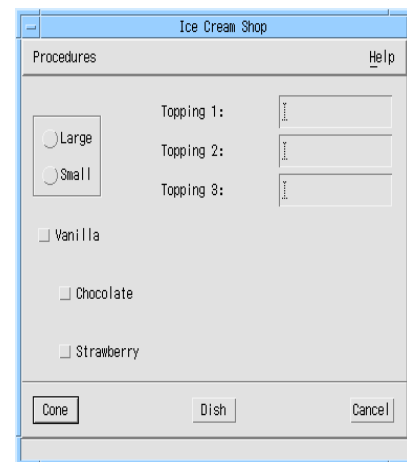 Ice Cream Shop
Procedures Help
Topping 1:
Large
Topping 2:
Small
Topping 3:
Vanilla
Chocolate
Strawberry
Cone Dish Cancel